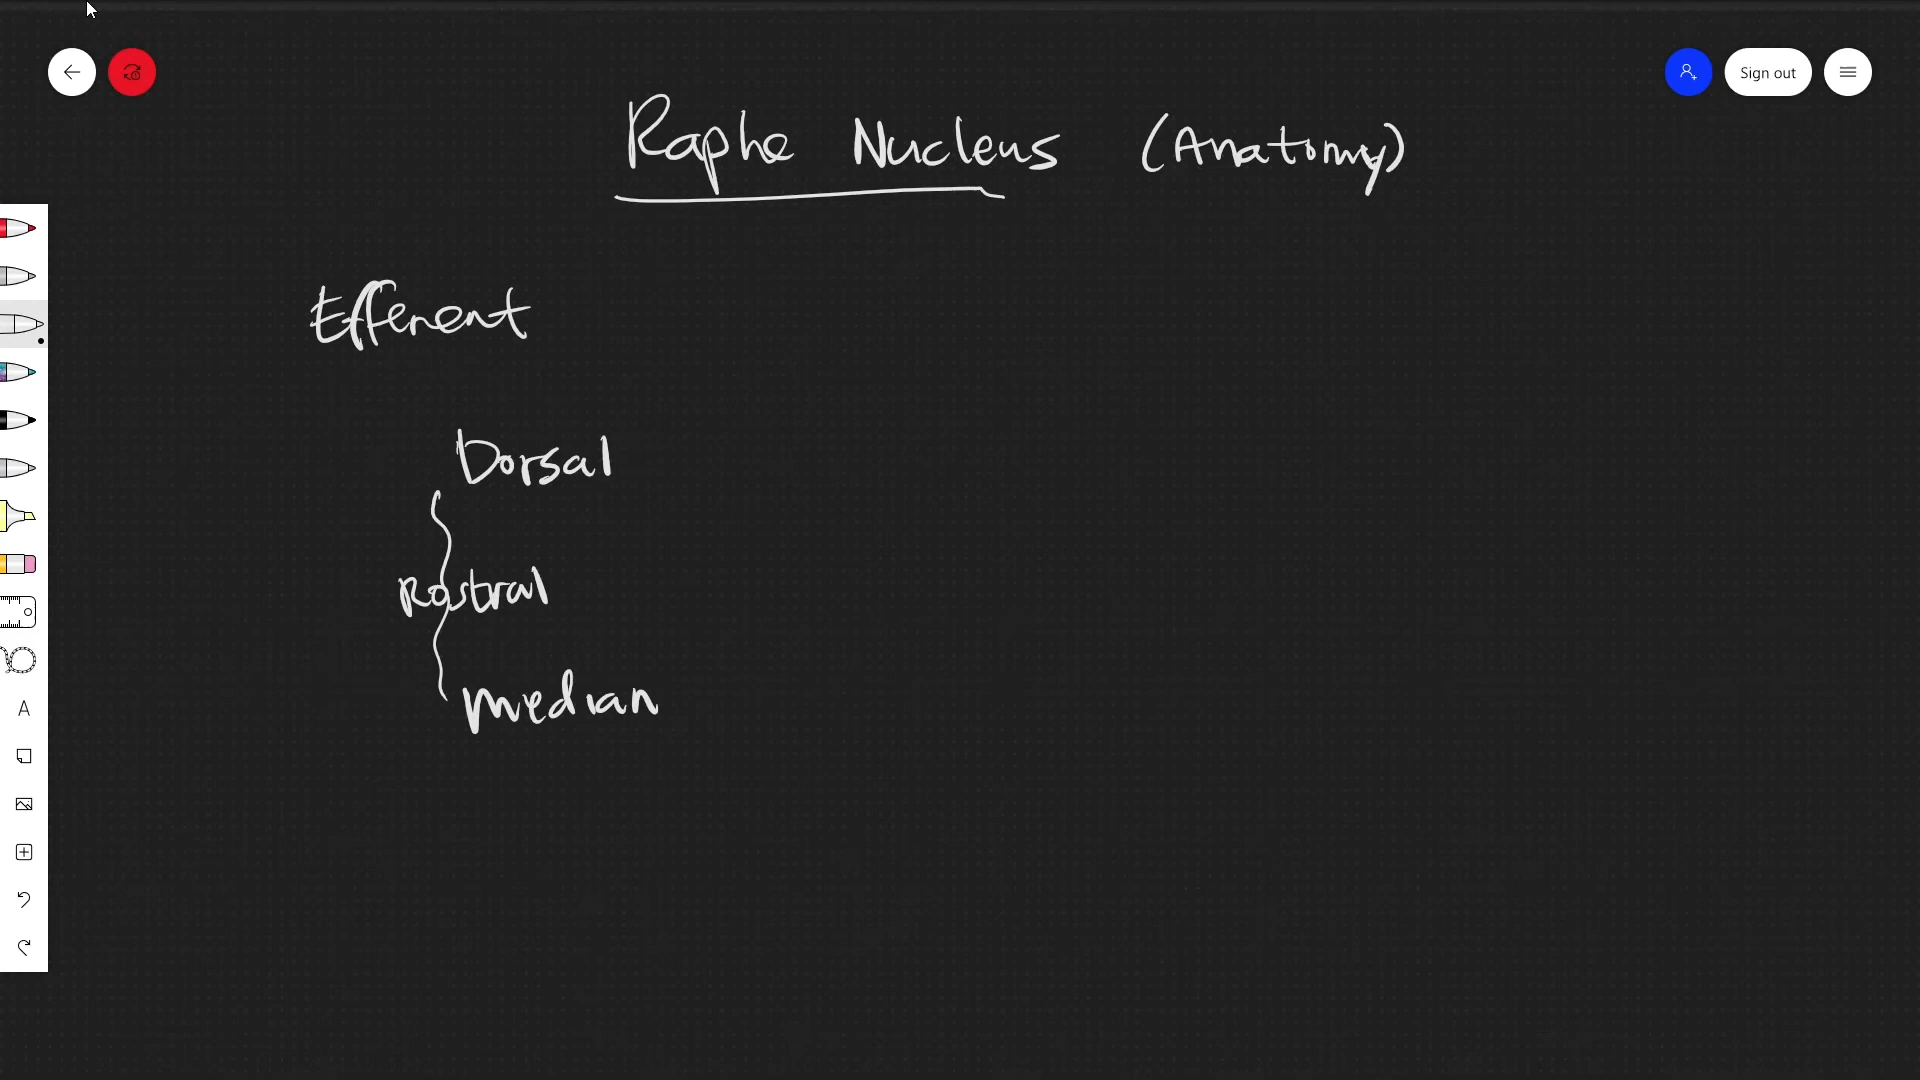 Sign out
Raphe Nucleus (Anatomy)
Efferent
Dorsal
Rostral
Median
A